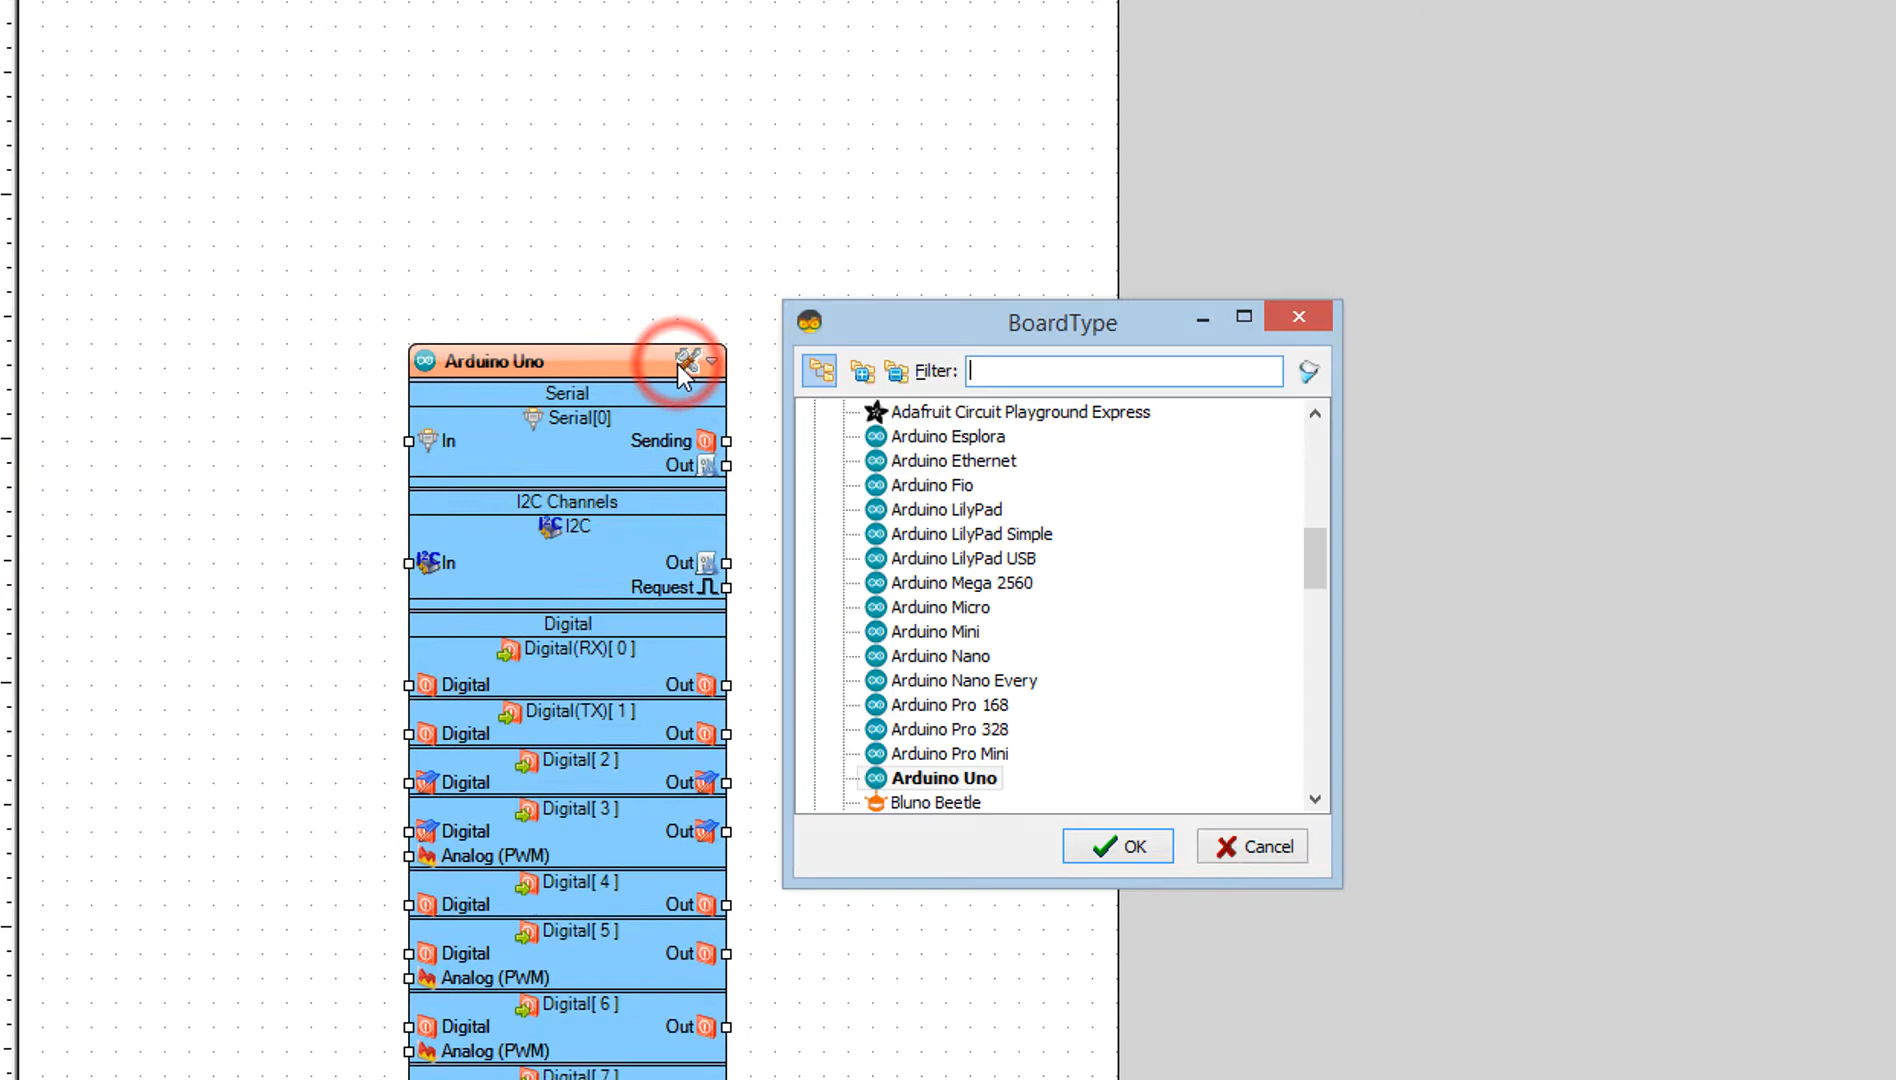 Arduino Uno
Serial
Serial[0]
In
Sending
Out
I2C Channels
I2C
I2C
In
Out
Request
Digital
Digital(RX)[ 0 ]
Digital
Out
Digital(TX)[ 1 ]
Digital
Out
Digital[ 2 ]
Digital
Out
Digital[ 3 ]
Digital
Out
Analog (PWM)
Digital[ 4 ]
Digital
Out
Digital[ 5 ]
Digital
Out
Analog (PWM)
Digital[ 6 ]
Digital
Out
Analog (PWM)
Digital[ 7 ]
BoardType
Filter:
Adafruit Circuit Playground Express
Arduino Esplora
Arduino Ethernet
Arduino Fio
Arduino LilyPad
Arduino LilyPad Simple
Arduino LilyPad USB
Arduino Mega 2560
Arduino Micro
Arduino Mini
Arduino Nano
Arduino Nano Every
Arduino Pro 168
Arduino Pro 328
Arduino Pro Mini
Arduino Uno
Bluno Beetle
OK
Cancel